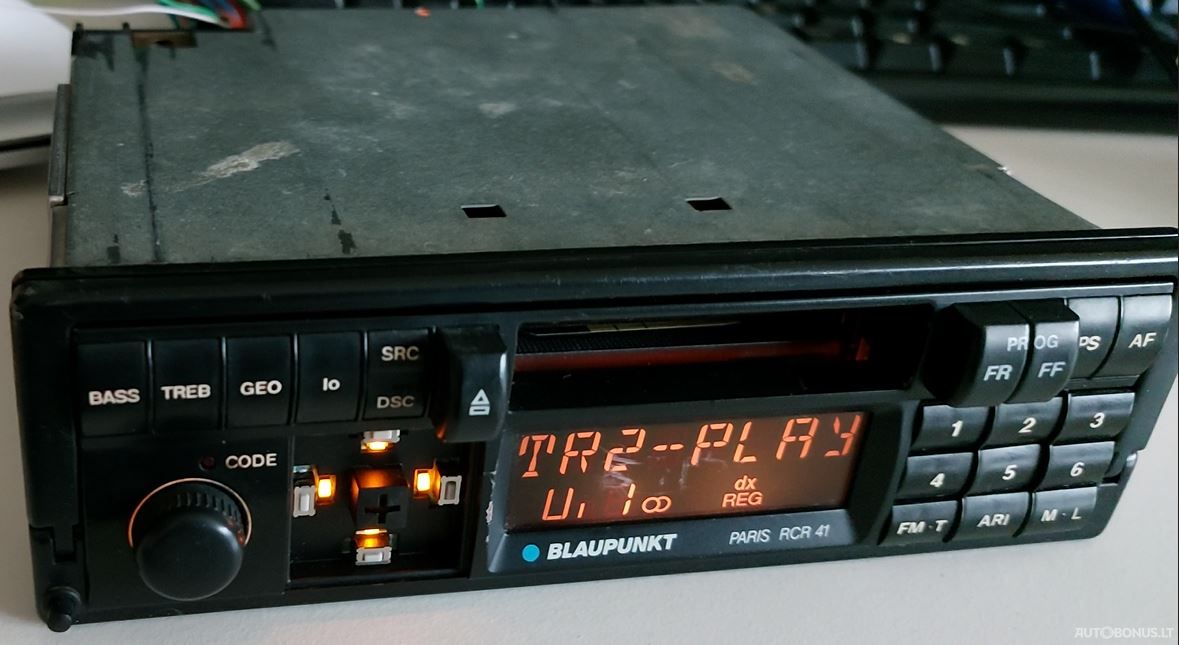 BASS
TREB
GEO
lo
SRC
DSC
PROG
FR
FF
PS
AF
CODE
TR2--PLAY
dx
REG
1
2
3
4
5
6
FM·T
ARI
M·L
BLAUPUNKT
PARIS RCR 41
AUTOBONUS.LT